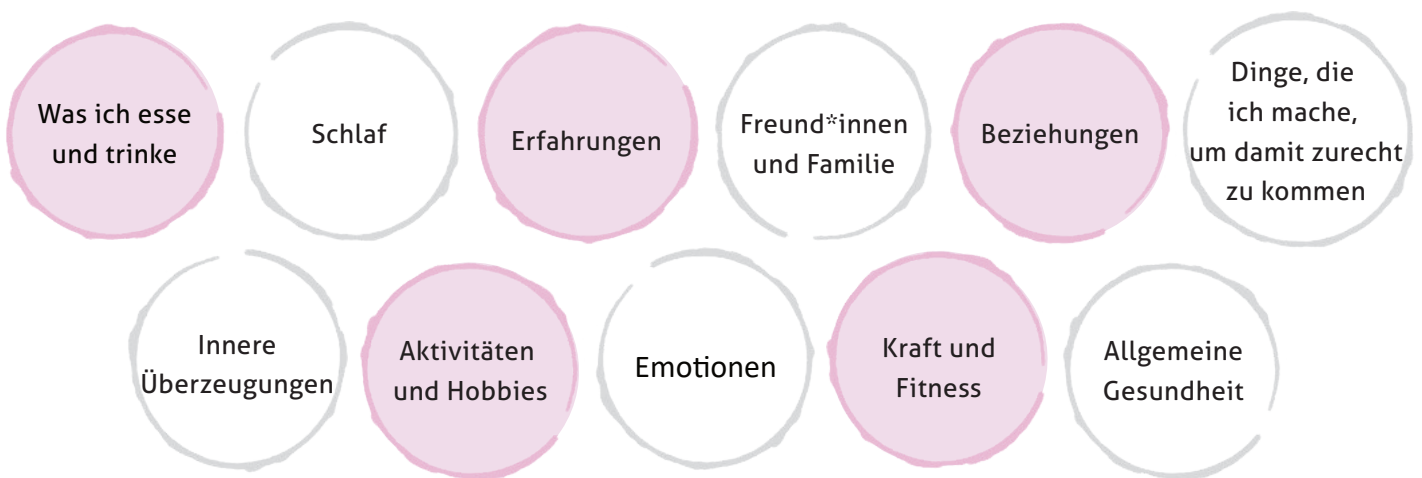 Was ich esse
und trinke
Schlaf
Erfahrungen
Freund*innen
und Familie
Beziehungen
Dinge, die
ich mache,
um damit zurecht
zu kommen
Innere
Überzeugungen
Aktivitäten
und Hobbies
Emotionen
Kraft und
Fitness
Allgemeine
Gesundheit